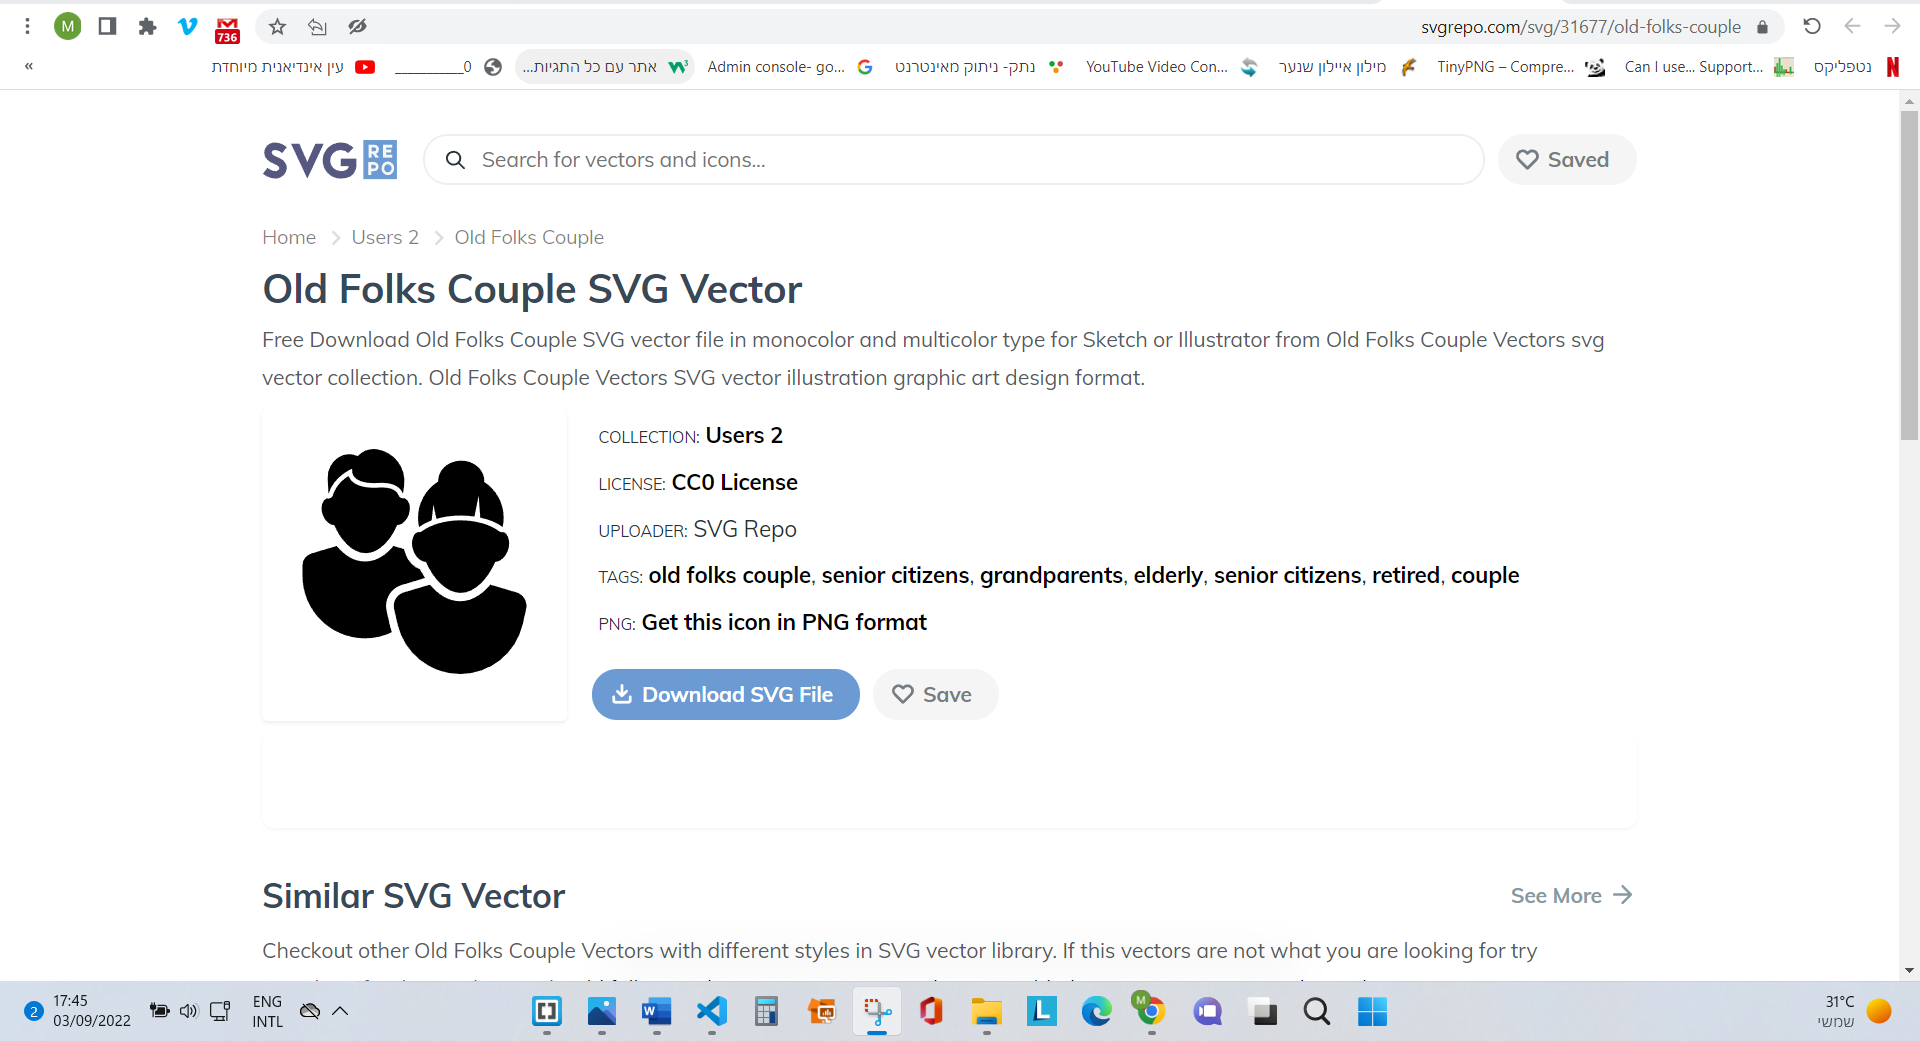 M
736
svgrepo.com/svg/31677/old-folks-couple
«
עין אינדיאנית מיוחדת
_________0
אתר עם כל התגיות...
Admin console- go...
נתק- ניתוק מאינטרנט
YouTube Video Con...
מילון איילון שנער
TinyPNG – Compre...
Can I use... Support...
נטפליקס
SVG REPO
Search for vectors and icons...
Saved
Home > Users 2 > Old Folks Couple
Old Folks Couple SVG Vector
Free Download Old Folks Couple SVG vector file in monocolor and multicolor type for Sketch or Illustrator from Old Folks Couple Vectors svg
vector collection. Old Folks Couple Vectors SVG vector illustration graphic art design format.
COLLECTION: Users 2
LICENSE: CC0 License
UPLOADER: SVG Repo
TAGS: old folks couple, senior citizens, grandparents, elderly, senior citizens, retired, couple
PNG: Get this icon in PNG format
Download SVG File
Save
Similar SVG Vector
See More
Checkout other Old Folks Couple Vectors with different styles in SVG vector library. If this vectors are not what you are looking for try
2
17:45
03/09/2022
ENG
INTL
31°C
שמשי